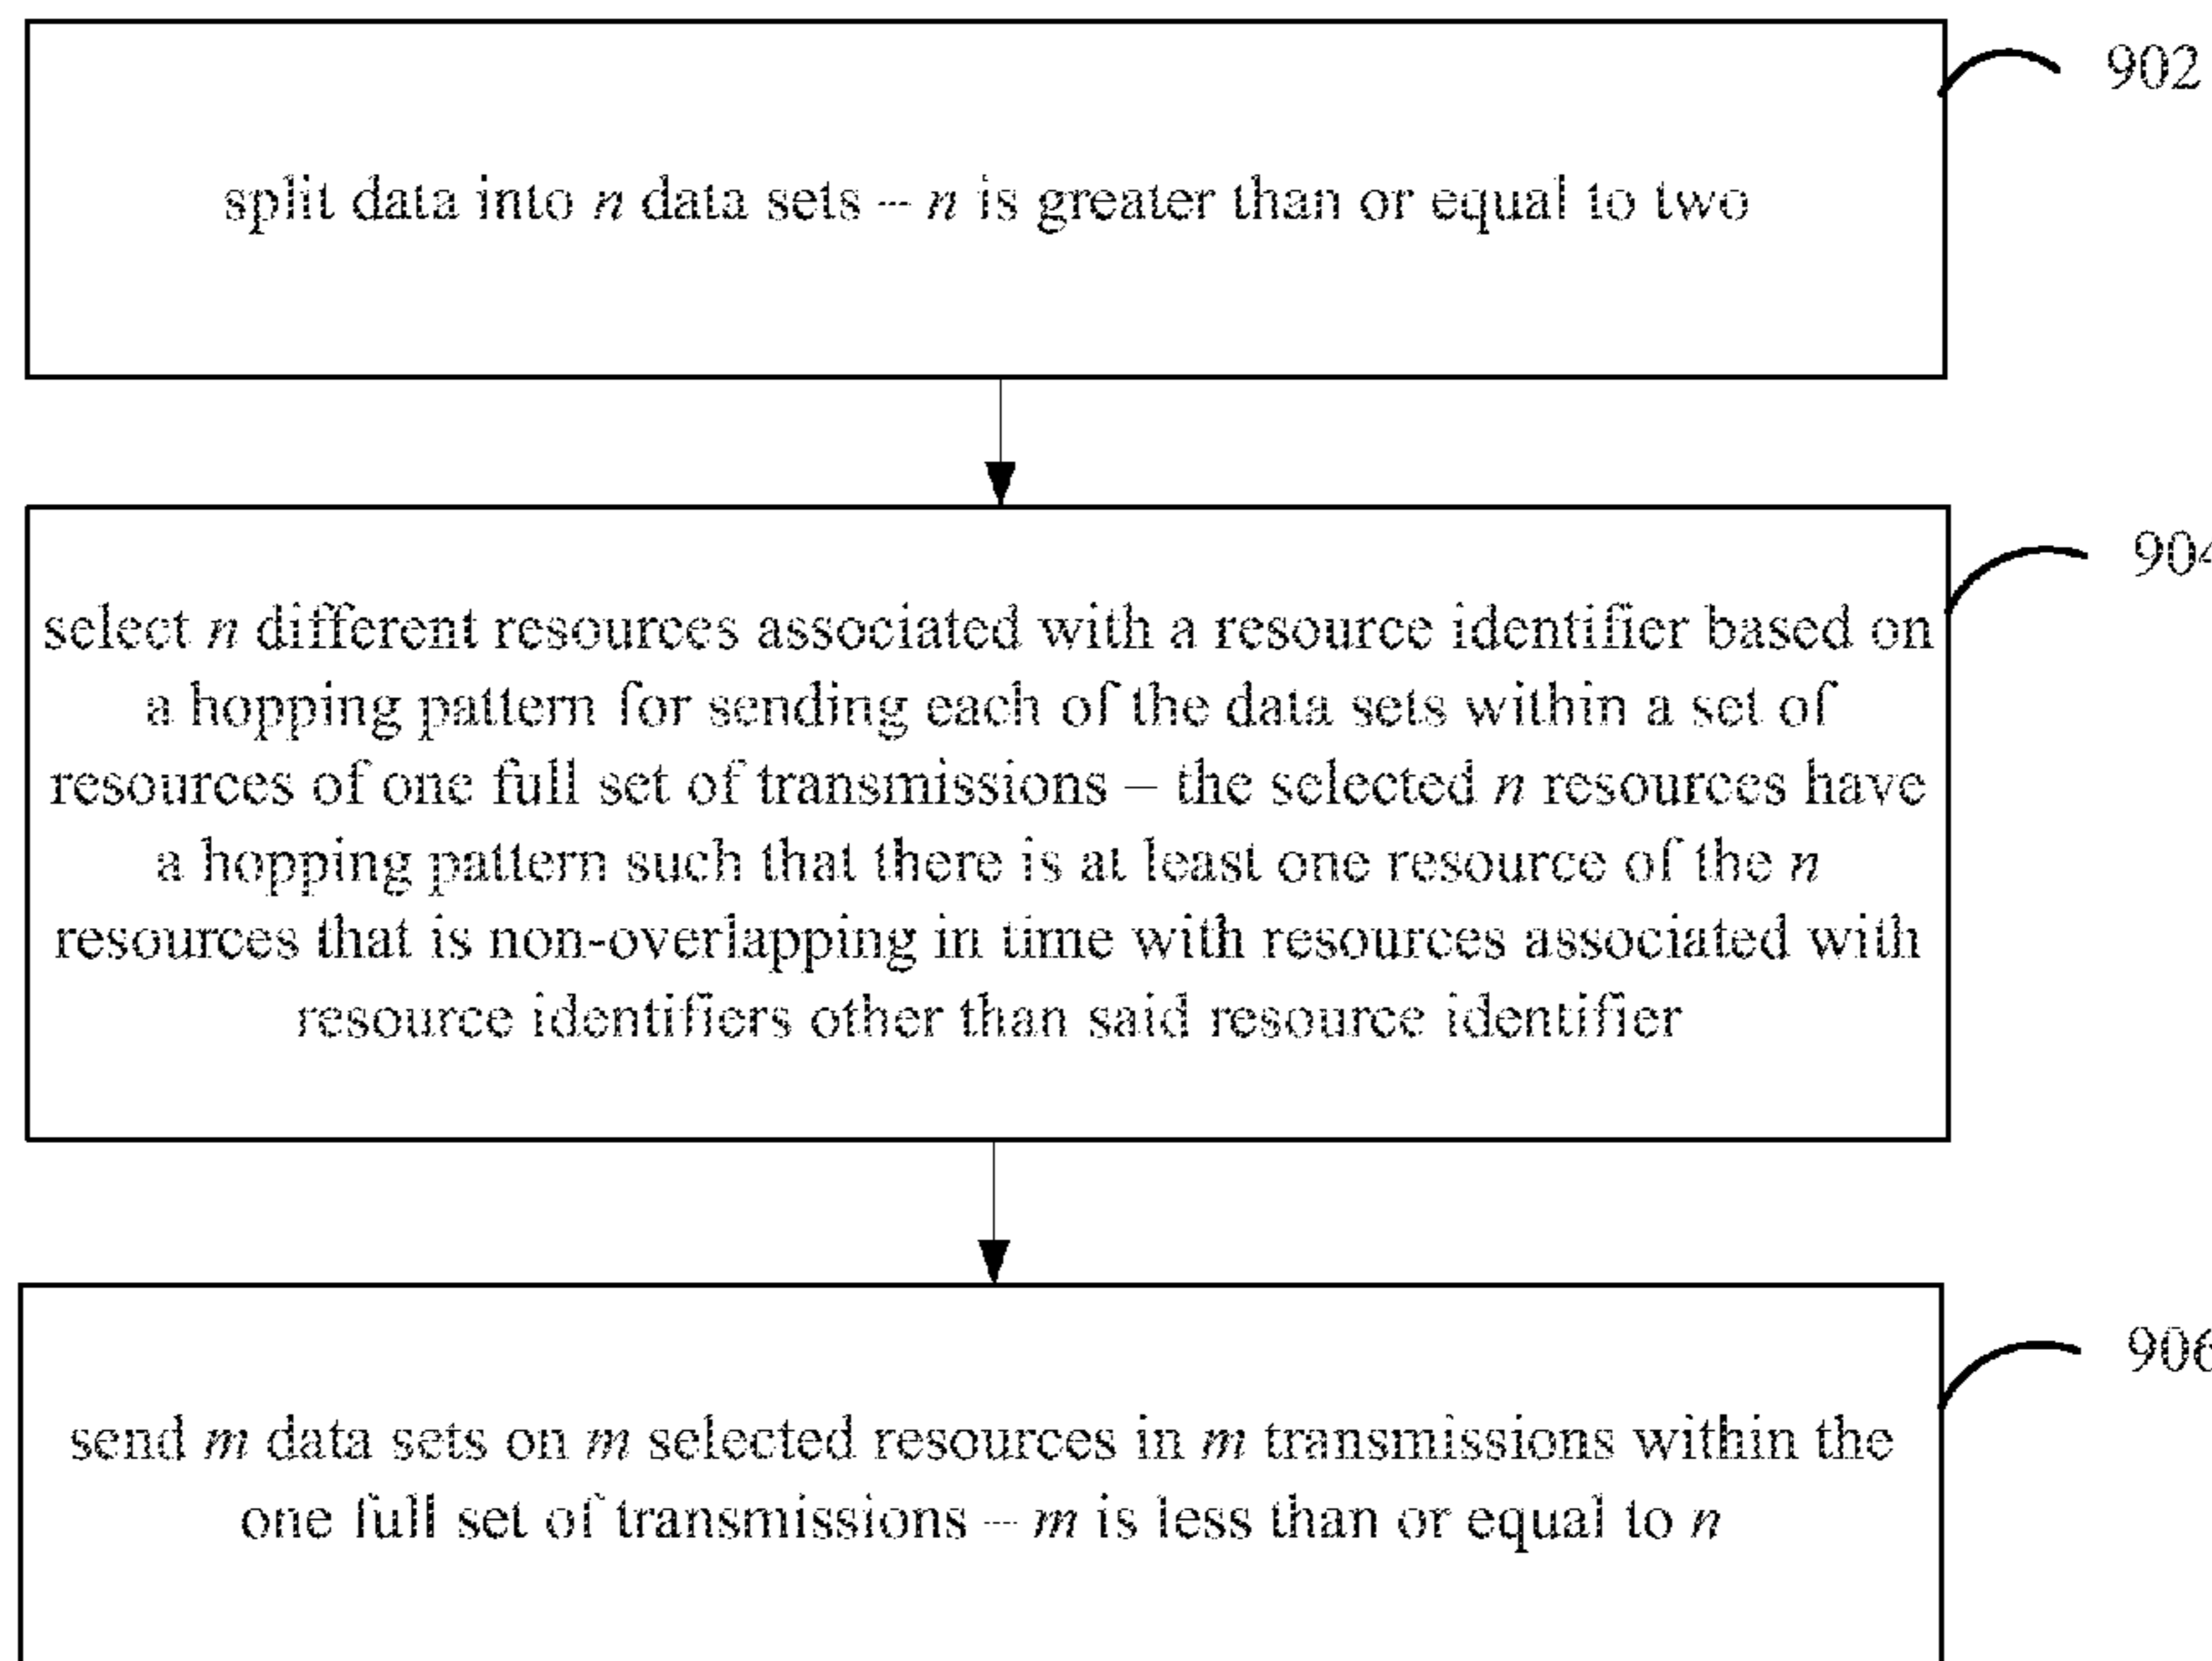 902
split data into n data sets – n is greater than or equal to two
904
select n different resources associated with a resource identifier based on
a hopping pattern for sending each of the data sets within a set of
resources of one full set of transmissions – the selected n resources have
a hopping pattern such that there is at least one resource of the n
resources that is non-overlapping in time with resources associated with
resource identifiers other than said resource identifier
906
send m data sets on m selected resources in m transmissions within the
one full set of transmissions – m is less than or equal to n